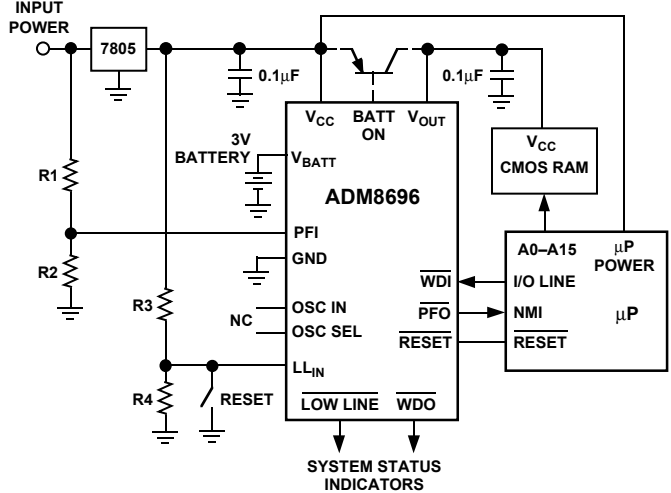 INPUT
POWER
7805
0.1μF
0.1μF
VCC
BATT
ON
VOUT
3V
BATTERY
VBATT
VCC
CMOS RAM
R1
ADM8696
PFI
A0–A15
μP
POWER
R2
GND
WDI
I/O LINE
R3
OSC IN
PFO
NMI
μP
NC
OSC SEL
RESET
RESET
LLIN
R4
RESET
LOW LINE
WDO
SYSTEM STATUS
INDICATORS